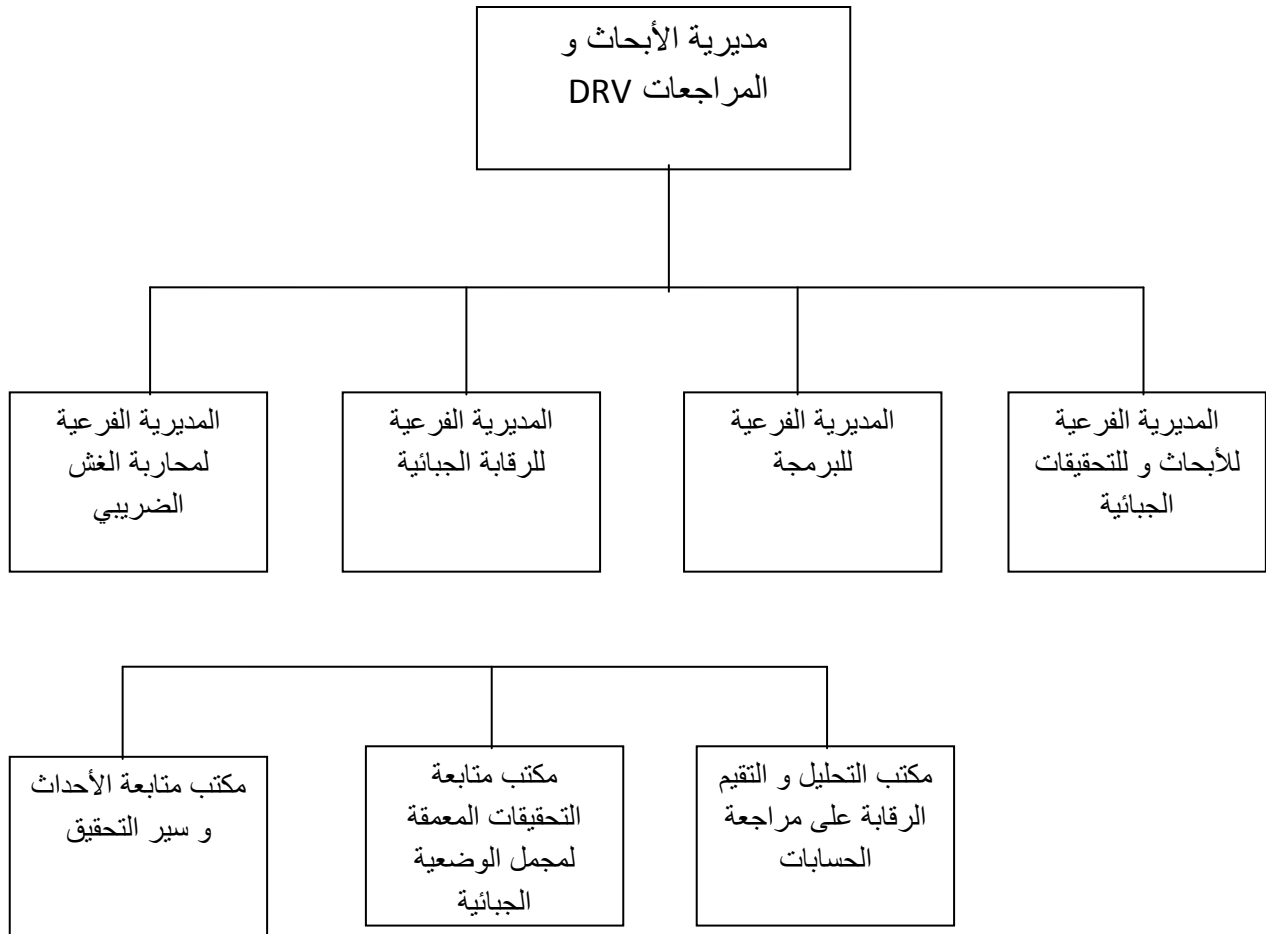 مديرية الأبحاث و
المراجعات DRV
المديرية الفرعية
للأبحاث و للتحقيقات
الجبائية
المديرية الفرعية
للبرمجة
المديرية الفرعية
للرقابة الجبائية
المديرية الفرعية
لمحاربة الغش
الضريبي
مكتب التحليل و التقيم
الرقابة على مراجعة
الحسابات
مكتب متابعة
التحقيقات المعمقة
لمجمل الوضعية
الجبائية
مكتب متابعة الأحداث
و سير التحقيق